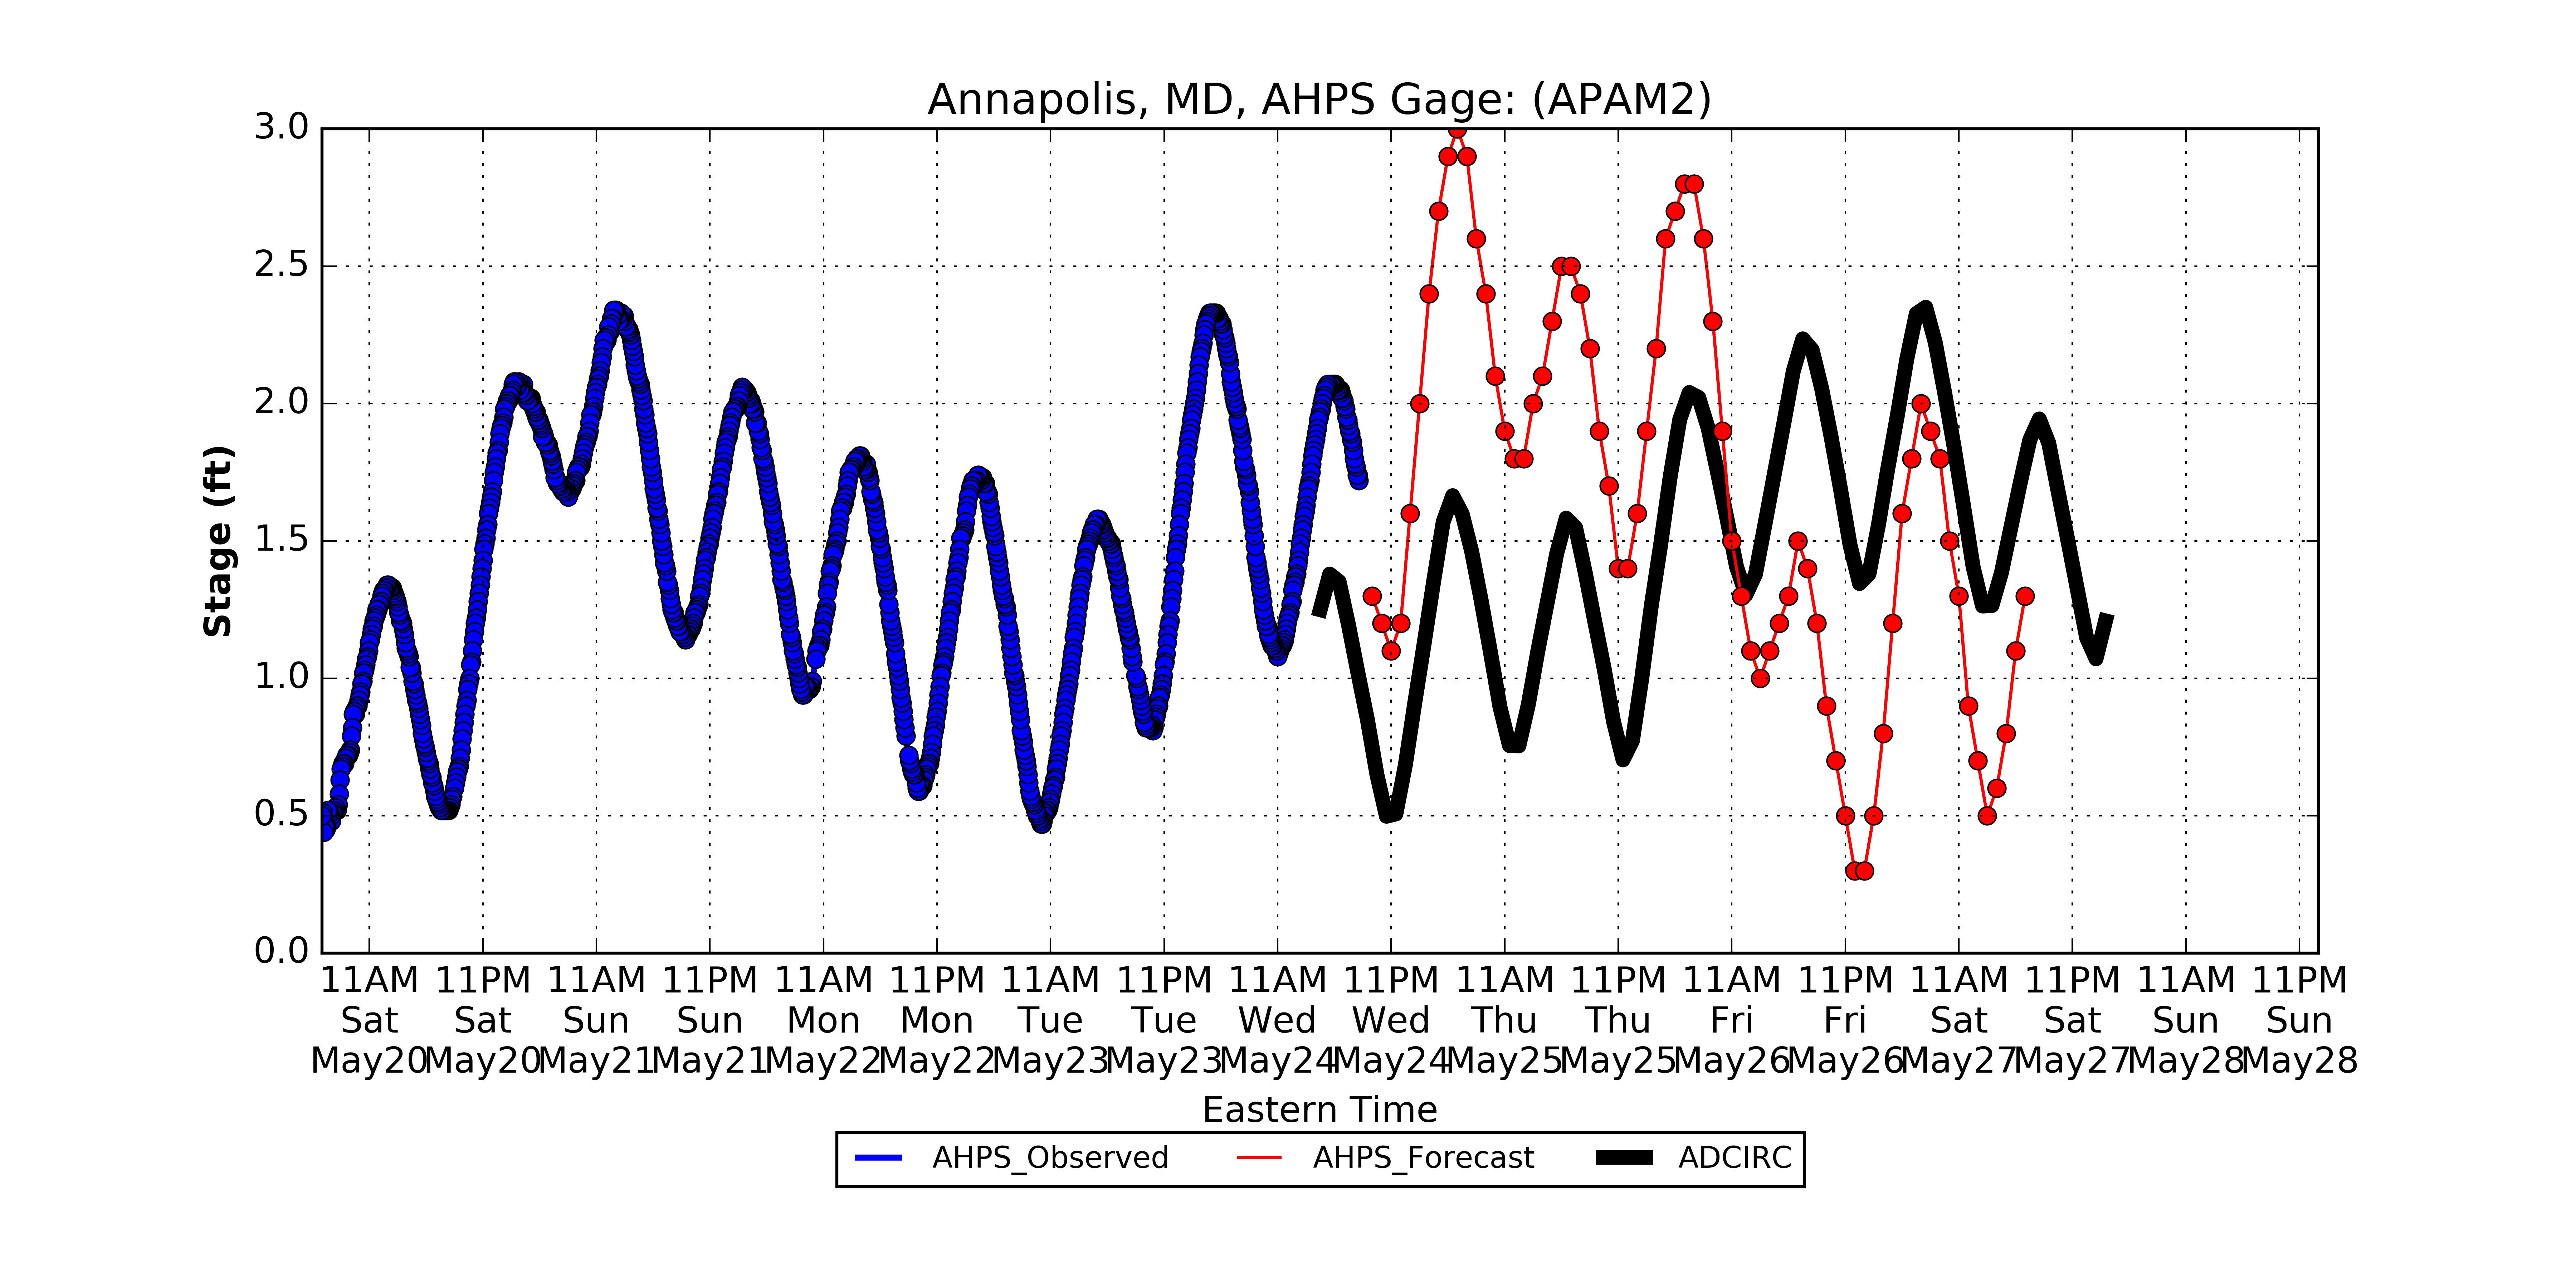 Annapolis, MD, AHPS Gage: (APAM2)
3.0
2.5
2.0
1.5
1.0
0.5
0.0
Stage (ft)
11AM 11PM 11AM 11PM 11AM 11PM 11AM 11PM 11AM 11PM 11AM 11PM 11AM 11PM 11AM 11PM 11AM 11PM
Sat Sat Sun Sun Mon Mon Tue Tue Wed Wed Thu Thu Fri Fri Sat Sat Sun Sun
May20 May20 May21 May21 May22 May22 May23 May23 May24 May24 May25 May25 May26 May26 May27 May27 May28 May28
Eastern Time
AHPS_Observed AHPS_Forecast ADCIRC